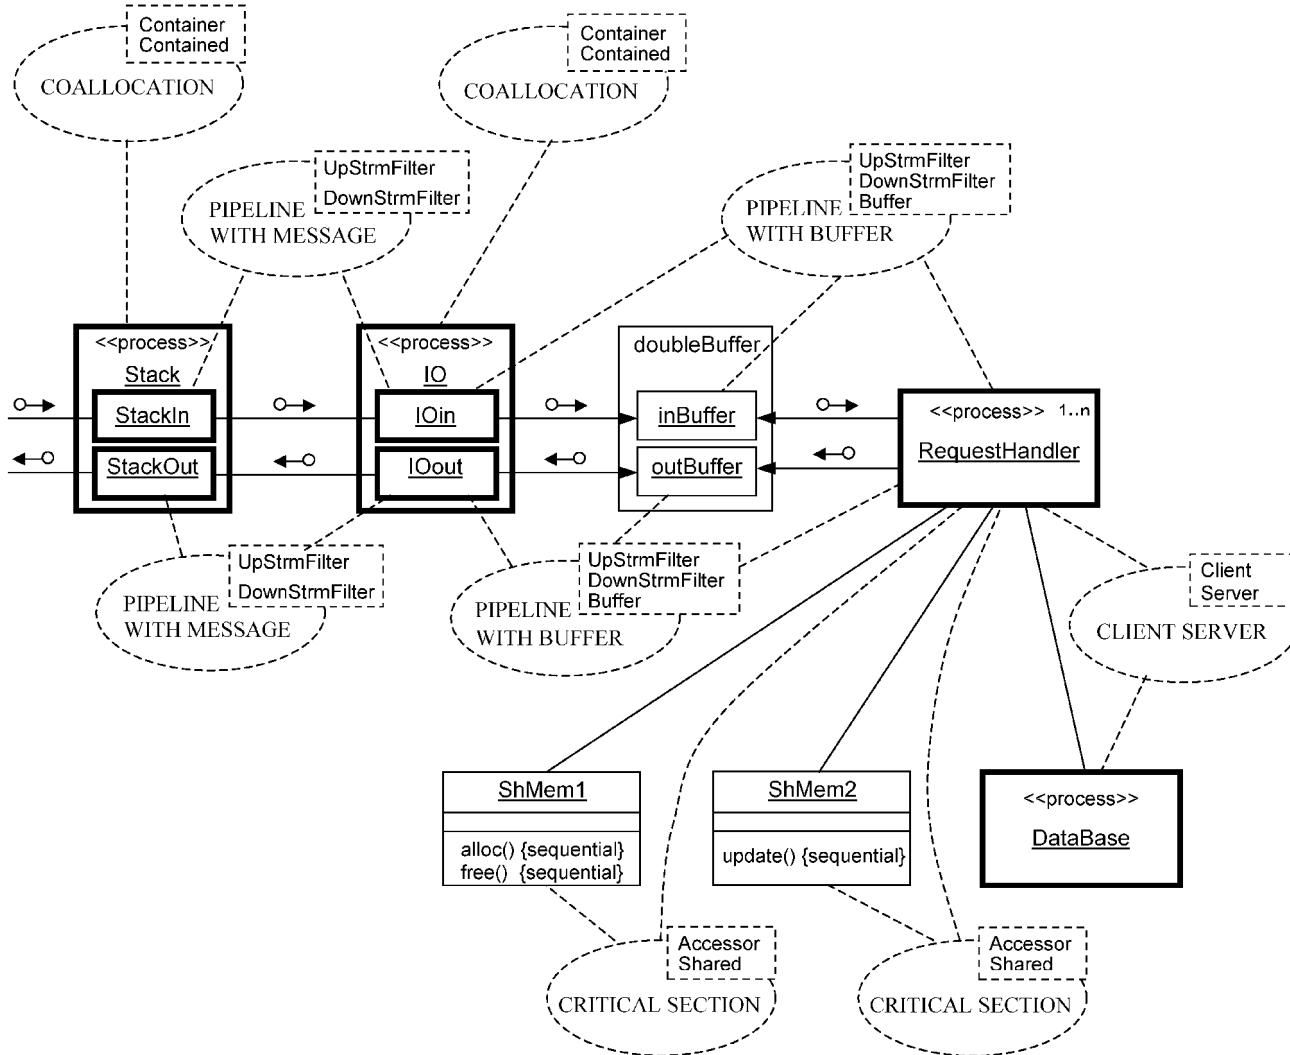 Container
Contained
COALLOCATION
Container
Contained
COALLOCATION
UpStrmFilter
DownStrmFilter
PIPELINE
WITH MESSAGE
UpStrmFilter
DownStrmFilter
Buffer
PIPELINE
WITH BUFFER
<<process>>
Stack
StackIn
StackOut
<<process>>
IO
IOin
IOout
doubleBuffer
inBuffer
outBuffer
<<process>> 1..n
RequestHandler
UpStrmFilter
DownStrmFilter
PIPELINE
WITH MESSAGE
UpStrmFilter
DownStrmFilter
Buffer
PIPELINE
WITH BUFFER
Client
Server
CLIENT SERVER
ShMem1
alloc() {sequential}
free() {sequential}
ShMem2
update() {sequential}
<<process>>
DataBase
Accessor
Shared
CRITICAL SECTION
Accessor
Shared
CRITICAL SECTION